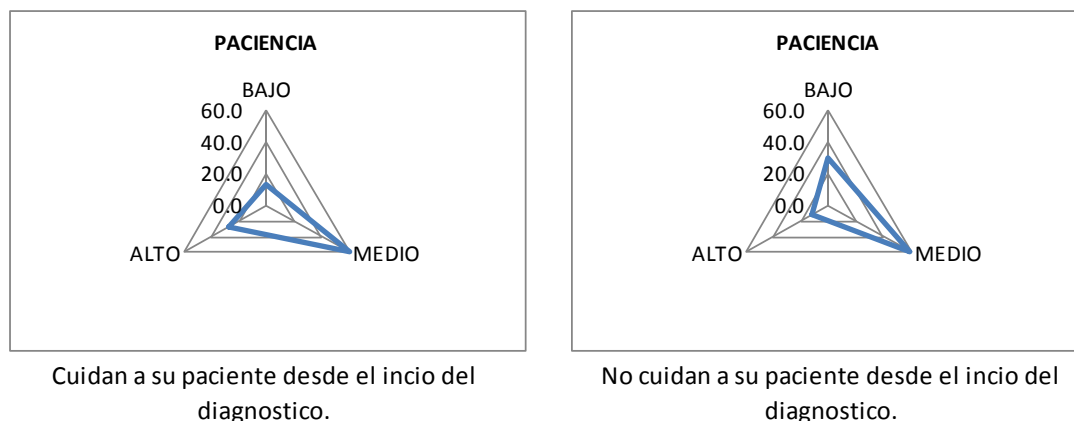 PACIENCIA
BAJO
60.0
40.0
20.0
0.0
ALTO
MEDIO
Cuidan a su paciente desde el incio del
diagnostico.
PACIENCIA
BAJO
60.0
40.0
20.0
0.0
ALTO
MEDIO
No cuidan a su paciente desde el incio del
diagnostico.